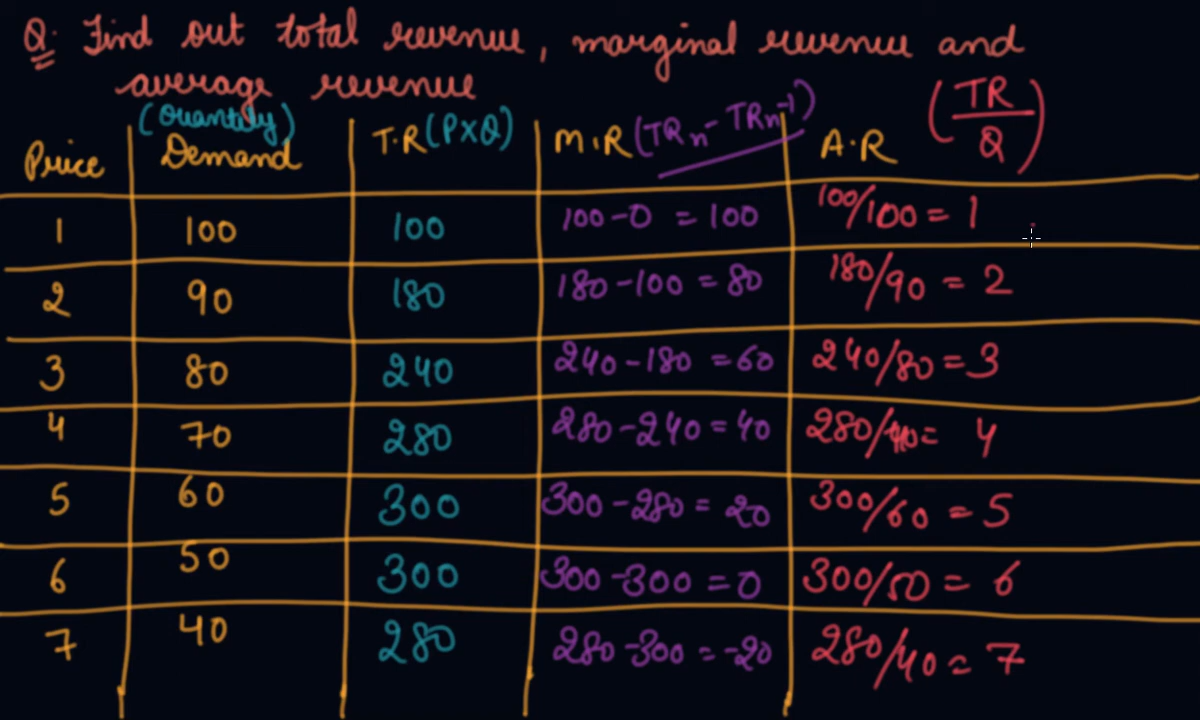 Q. Find out total revenue, marginal revenue and
average revenue
Price (Quantity) Demand T.R (P×Q) M.R (TRn - TRn-1) A.R (TR/Q)
1 100 100 100-0 = 100 100/100 = 1
2 90 180 180-100 = 80 180/90 = 2
3 80 240 240-180 = 60 240/80 = 3
4 70 280 280-240 = 40 280/ = 4
5 60 300 300-280 = 20 300/60 = 5
6 50 300 300-300 = 0 300/50 = 6
7 40 280 280-300 = -20 280/40 = 7